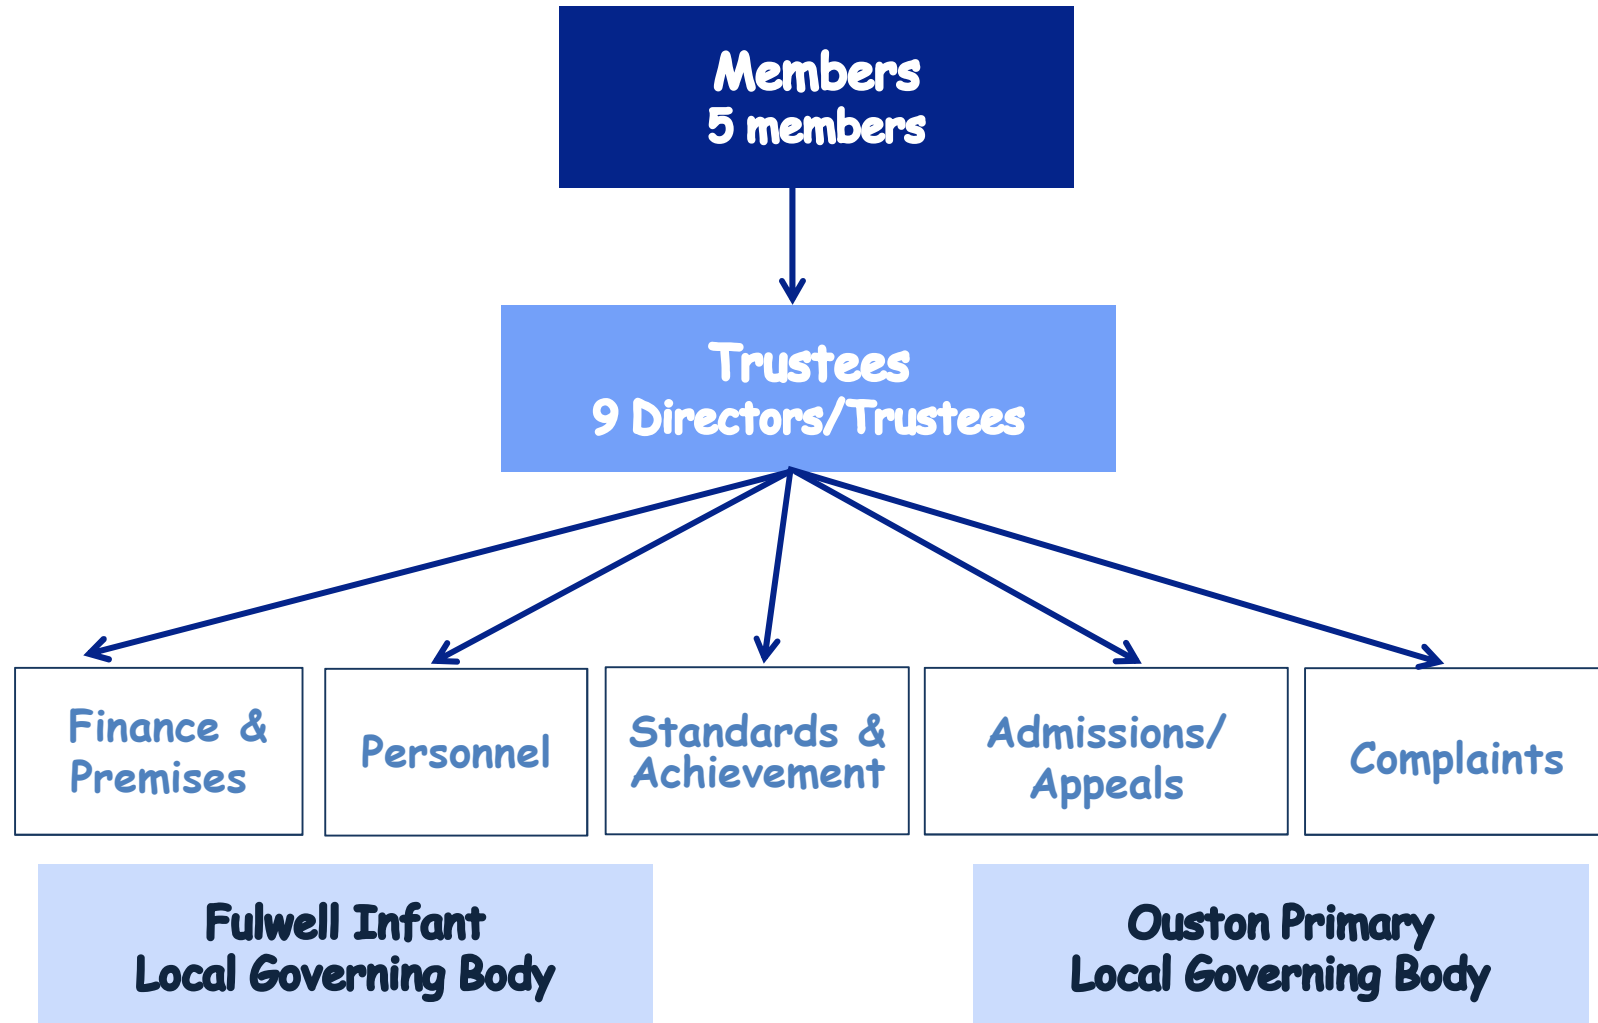 Members
5 members
Trustees
9 Directors/Trustees
Finance &
Premises
Personnel
Standards &
Achievement
Admissions/
Appeals
Complaints
Fulwell Infant
Local Governing Body
Ouston Primary
Local Governing Body